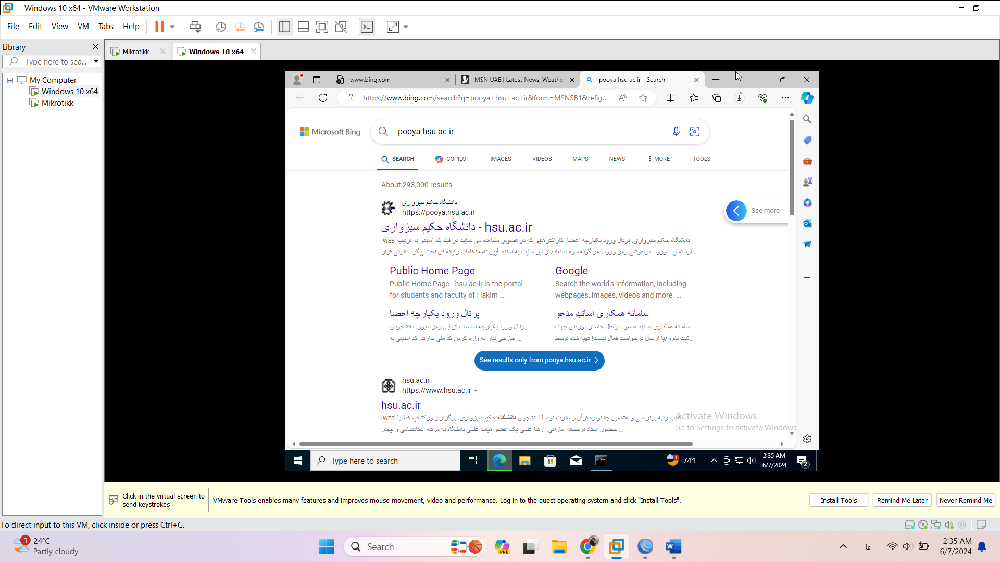 Windows 10 x64 - VMware Workstation
File Edit View VM Tabs Help
Library
Type here to sea...
My Computer
Windows 10 x64
Mikrotikk
Mikrotikk
Windows 10 x64
www.bing.com
MSN UAE | Latest News, Weathe
pooya hsu ac ir - Search
https://www.bing.com/search?q=pooya+hsu+ac+ir&form=MSNSB1&refig...
Microsoft Bing
pooya hsu ac ir
SEARCH COPILOT IMAGES VIDEOS MAPS NEWS MORE TOOLS
About 293,000 results
دانشگاه حکیم سبزواری
https://pooya.hsu.ac.ir
دانشگاه حکیم سبزواری - hsu.ac.ir
WEB دانشگاه حکیم سبزواری. پرتال ورود یکپارچه اعضا. کاراکترهایی که در تصویر مشاهده می نمایید در فیلد کد امنیتی به ترتیب
وارد نمایید. ورود. فراموشی رمز ورود. هر گونه سوء استفاده از این سایت به استناد آیین نامه تخلفات رایانه ای تحت پیگرد قانونی قرار...
See more
Public Home Page
Public Home Page - hsu.ac.ir is the portal
for students and faculty of Hakim ...
Google
Search the world's information, including
webpages, images, videos and more. ...
پرتال ورود یکپارچه اعضا
پرتال ورود یکپارچه اعضا. بازیابی رمز عبور. دانشجویان
خارجی نیاز به وارد کردن کد ملی ندارند. کد امنیتی به ...
سامانه همکاری اساتید مدعو
سامانه همکاری اساتید مدعو. درحال حاضر دوره‌ای جهت
ثبت نام و/یا ارسال درخواست فعال نیست! تهیه شده توسط...
See results only from pooya.hsu.ac.ir
hsu.ac.ir
https://www.hsu.ac.ir
hsu.ac.ir
WEB کسب رتبه برتر سی و هشتمین جشنواره قرآن و عترت توسط دانشجوی دانشگاه حکیم سبزواری. برگزاری ورکشاپ خط با
حضور استاد برجسته اماراتی. ارتقا علمی یک عضو هیات علمی دانشگاه به مرتبه استادتمامی و چهار ...
Activate Windows
Go to Settings to activate Windows.
Type here to search
1
74°F
2:35 AM
6/7/2024
2
Click in the virtual screen to
send keystrokes
VMware Tools enables many features and improves mouse movement, video and performance. Log in to the guest operating system and click "Install Tools".
Install Tools
Remind Me Later
Never Remind Me
To direct input to this VM, click inside or press Ctrl+G.
1
24°C
Partly cloudy
Search
PRE
W
فا
2:35 AM
6/7/2024